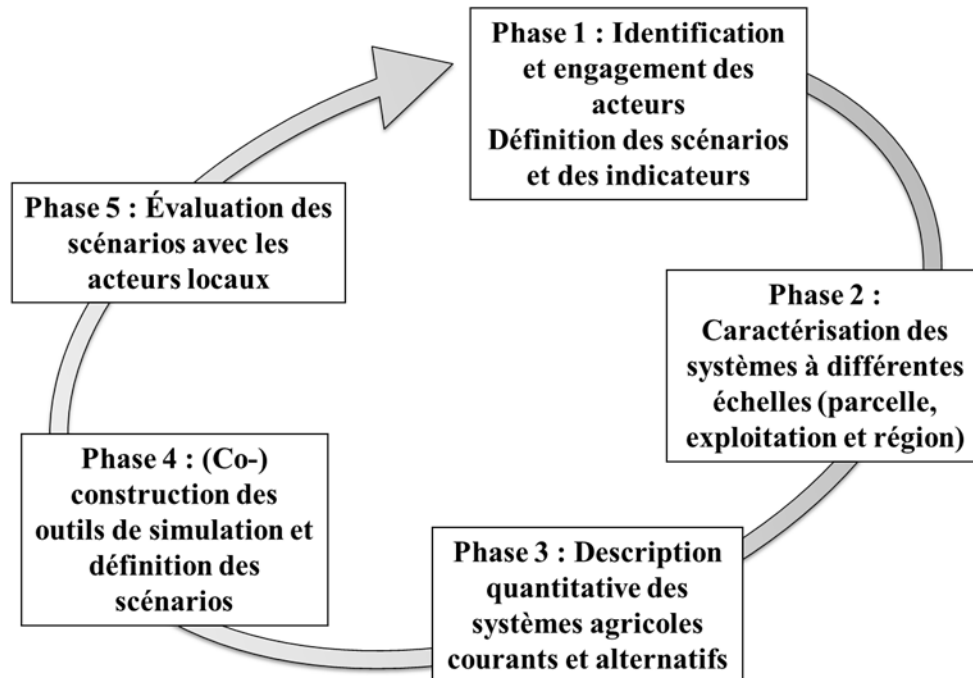 Phase 1 : Identification
et engagement des
acteurs
Définition des scénarios
et des indicateurs
Phase 2 :
Caractérisation des
systèmes à différentes
échelles (parcelle,
exploitation et région)
Phase 3 : Description
quantitative des
systèmes agricoles
courants et alternatifs
Phase 4 : (Co-)
construction des
outils de simulation et
définition des
scénarios
Phase 5 : Évaluation des
scénarios avec les
acteurs locaux